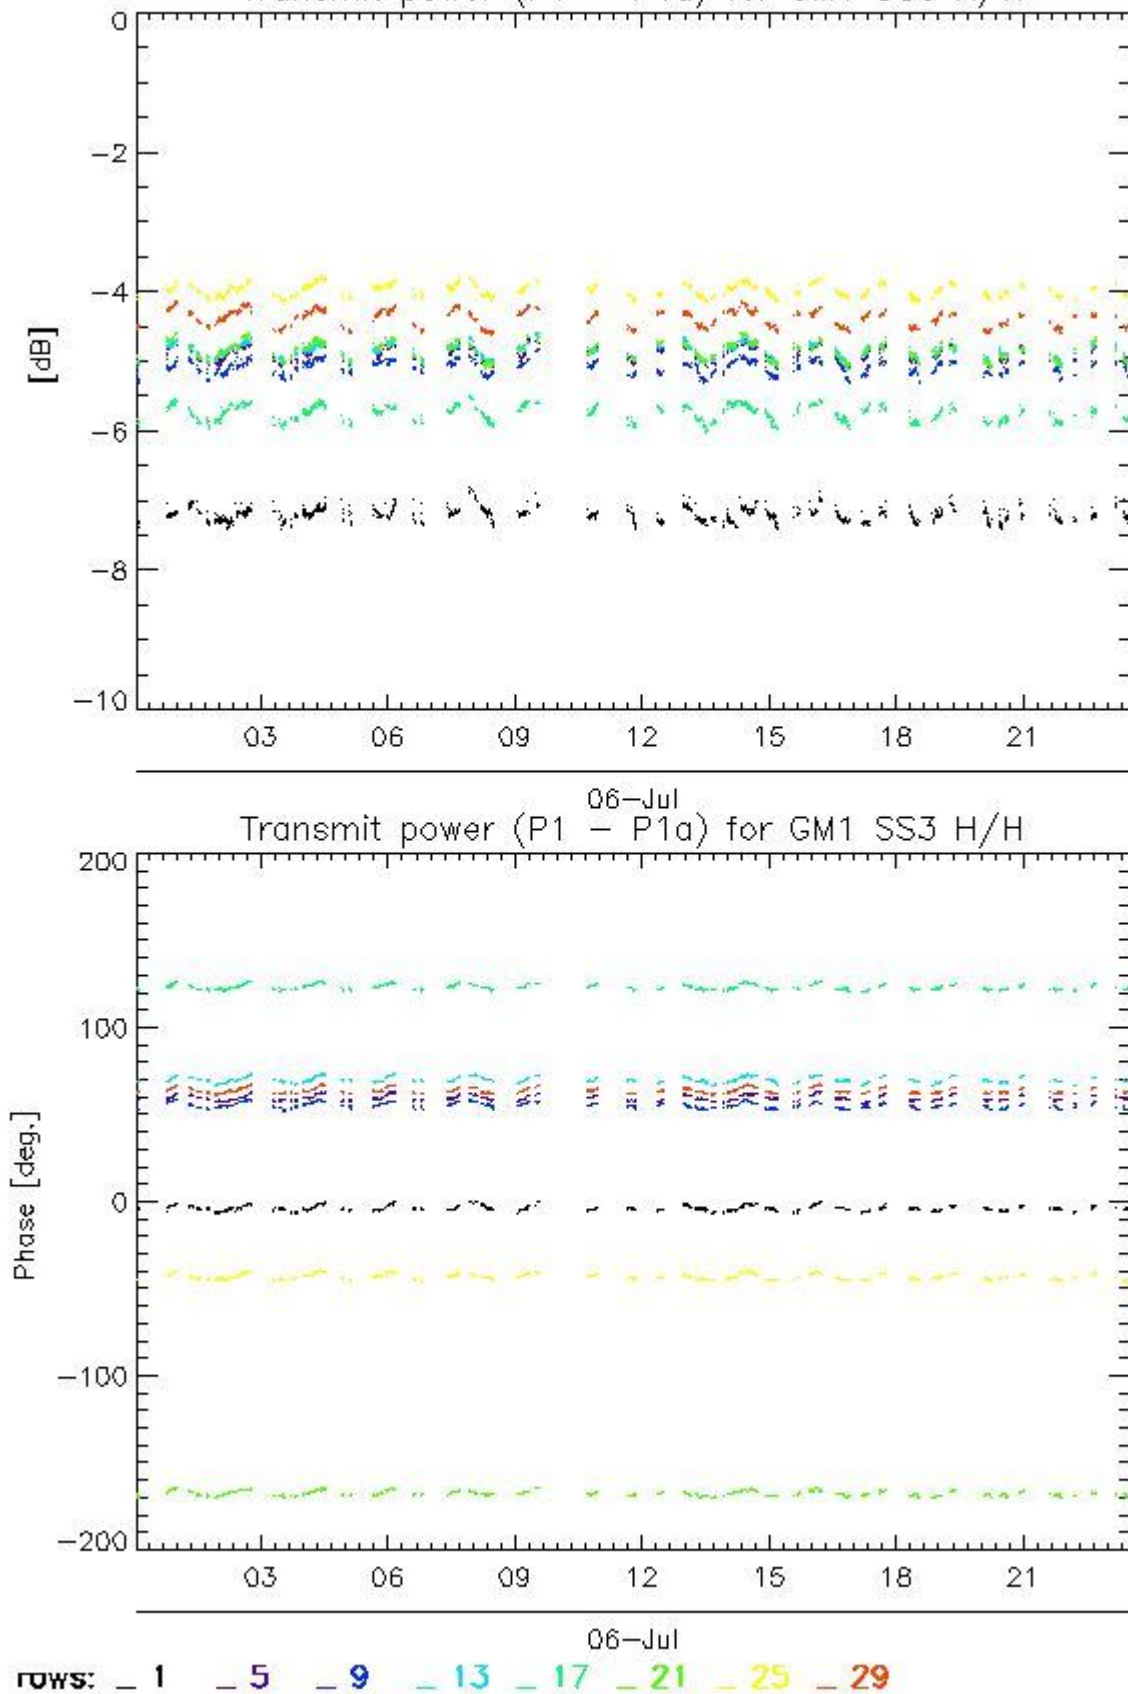 0
−2
−4
[dB]
−6
−8
−10
03 06 09 12 15 18 21
06−Jul
Transmit power (P1 − P1a) for GM1 SS3 H/H
200
100
Phase [deg.]
0
−100
−200
03 06 09 12 15 18 21
06−Jul
rows: _ 1 _ 5 _ 9 _ 13 _ 17 _ 21 _ 25 _ 29